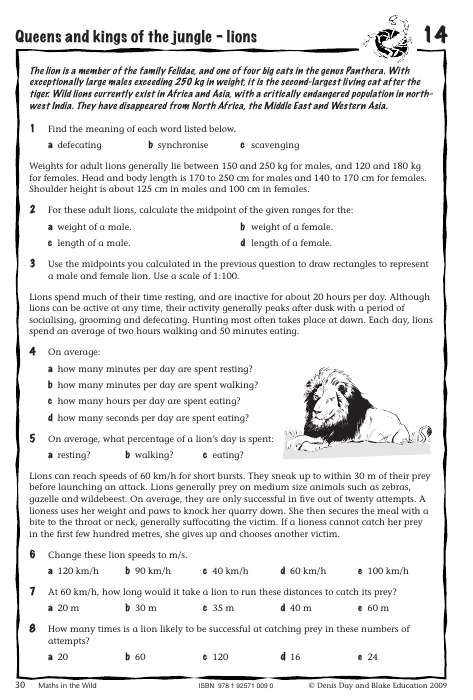 Queens and kings of the jungle – lions
14
The lion is a member of the family Felidae, and one of four big cats in the genus Panthera. With
exceptionally large males exceeding 250 kg in weight, it is the second-largest living cat after the
tiger. Wild lions currently exist in Africa and Asia, with a critically endangered population in north-
west India. They have disappeared from North Africa, the Middle East and Western Asia.
1 Find the meaning of each word listed below.
a defecating b synchronise c scavenging
Weights for adult lions generally lie between 150 and 250 kg for males, and 120 and 180 kg
for females. Head and body length is 170 to 250 cm for males and 140 to 170 cm for females.
Shoulder height is about 125 cm in males and 100 cm in females.
2 For these adult lions, calculate the midpoint of the given ranges for the:
a weight of a male. b weight of a female.
c length of a male. d length of a female.
3 Use the midpoints you calculated in the previous question to draw rectangles to represent
a male and female lion. Use a scale of 1:100.
Lions spend much of their time resting, and are inactive for about 20 hours per day. Although
lions can be active at any time, their activity generally peaks after dusk with a period of
socialising, grooming and defecating. Hunting most often takes place at dawn. Each day, lions
spend an average of two hours walking and 50 minutes eating.
4 On average:
a how many minutes per day are spent resting?
b how many minutes per day are spent walking?
c how many hours per day are spent eating?
d how many seconds per day are spent eating?
5 On average, what percentage of a lion's day is spent:
a resting? b walking? c eating?
Lions can reach speeds of 60 km/h for short bursts. They sneak up to within 30 m of their prey
before launching an attack. Lions generally prey on medium size animals such as zebras,
gazelle and wildebeest. On average, they are only successful in five out of twenty attempts. A
lioness uses her weight and paws to knock her quarry down. She then secures the meal with a
bite to the throat or neck, generally suffocating the victim. If a lioness cannot catch her prey
in the first few hundred metres, she gives up and chooses another victim.
6 Change these lion speeds to m/s.
a 120 km/h b 90 km/h c 40 km/h d 60 km/h e 100 km/h
7 At 60 km/h, how long would it take a lion to run these distances to catch its prey?
a 20 m b 30 m c 35 m d 40 m e 60 m
8 How many times is a lion likely to be successful at catching prey in these numbers of
attempts?
a 20 b 60 c 120 d 16 e 24
30 Maths in the Wild ISBN 978 1 92571 009 0 © Denis Day and Blake Education 2009